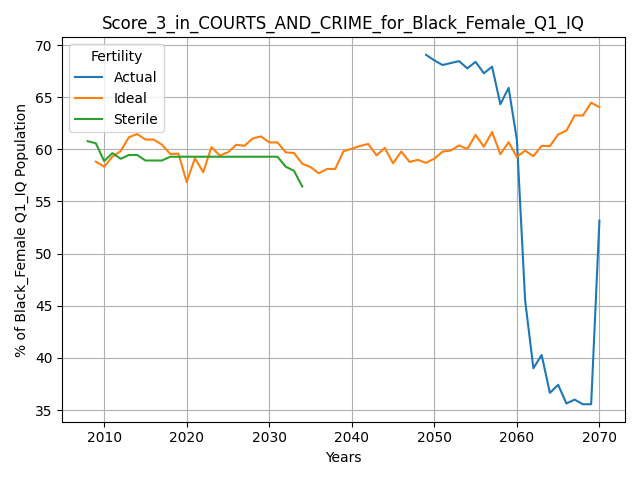 Score_3_in_COURTS_AND_CRIME_for_Black_Female_Q1_IQ
Fertility
Actual
Ideal
Sterile
% of Black_Female Q1_IQ Population
70
65
60
55
50
45
40
35
2010 2020 2030 2040 2050 2060 2070
Years